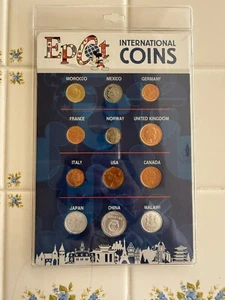 Epcot INTERNATIONAL
COINS
MOROCCO MEXICO GERMANY
FRANCE NORWAY UNITED KINGDOM
ITALY USA CANADA
JAPAN CHINA MALAWI